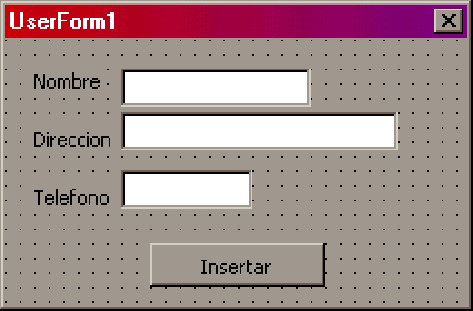 UserForm1
Nombre
Direccion
Telefono
Insertar